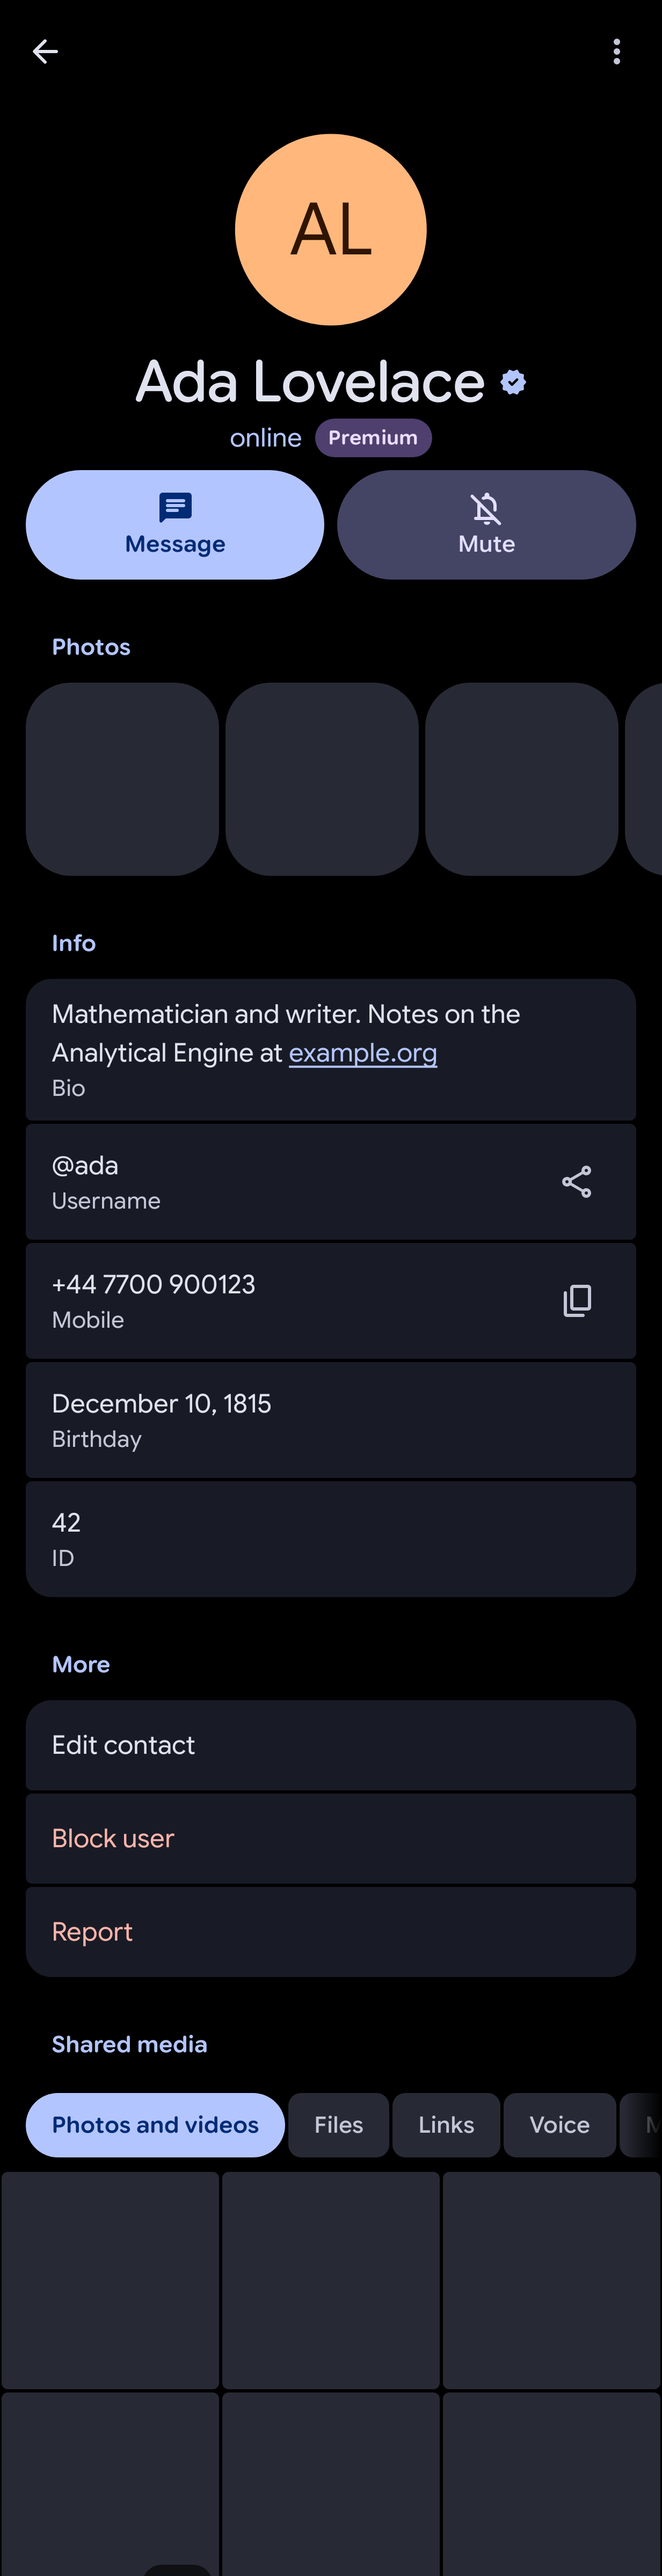 AL
Ada Lovelace
online Premium
Message
Mute
Photos
Info
Mathematician and writer. Notes on the
Analytical Engine at example.org
Bio
@ada
Username
+44 7700 900123
Mobile
December 10, 1815
Birthday
42
ID
More
Edit contact
Block user
Report
Shared media
Photos and videos Files Links Voice